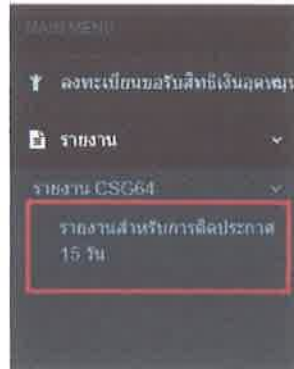 MAIN MENU
ลงทะเบียนขอรับสิทธิเงินอุดหนุน
รายงาน
รายงาน CSG64
รายงานสำหรับการติดประกาศ
15 วัน